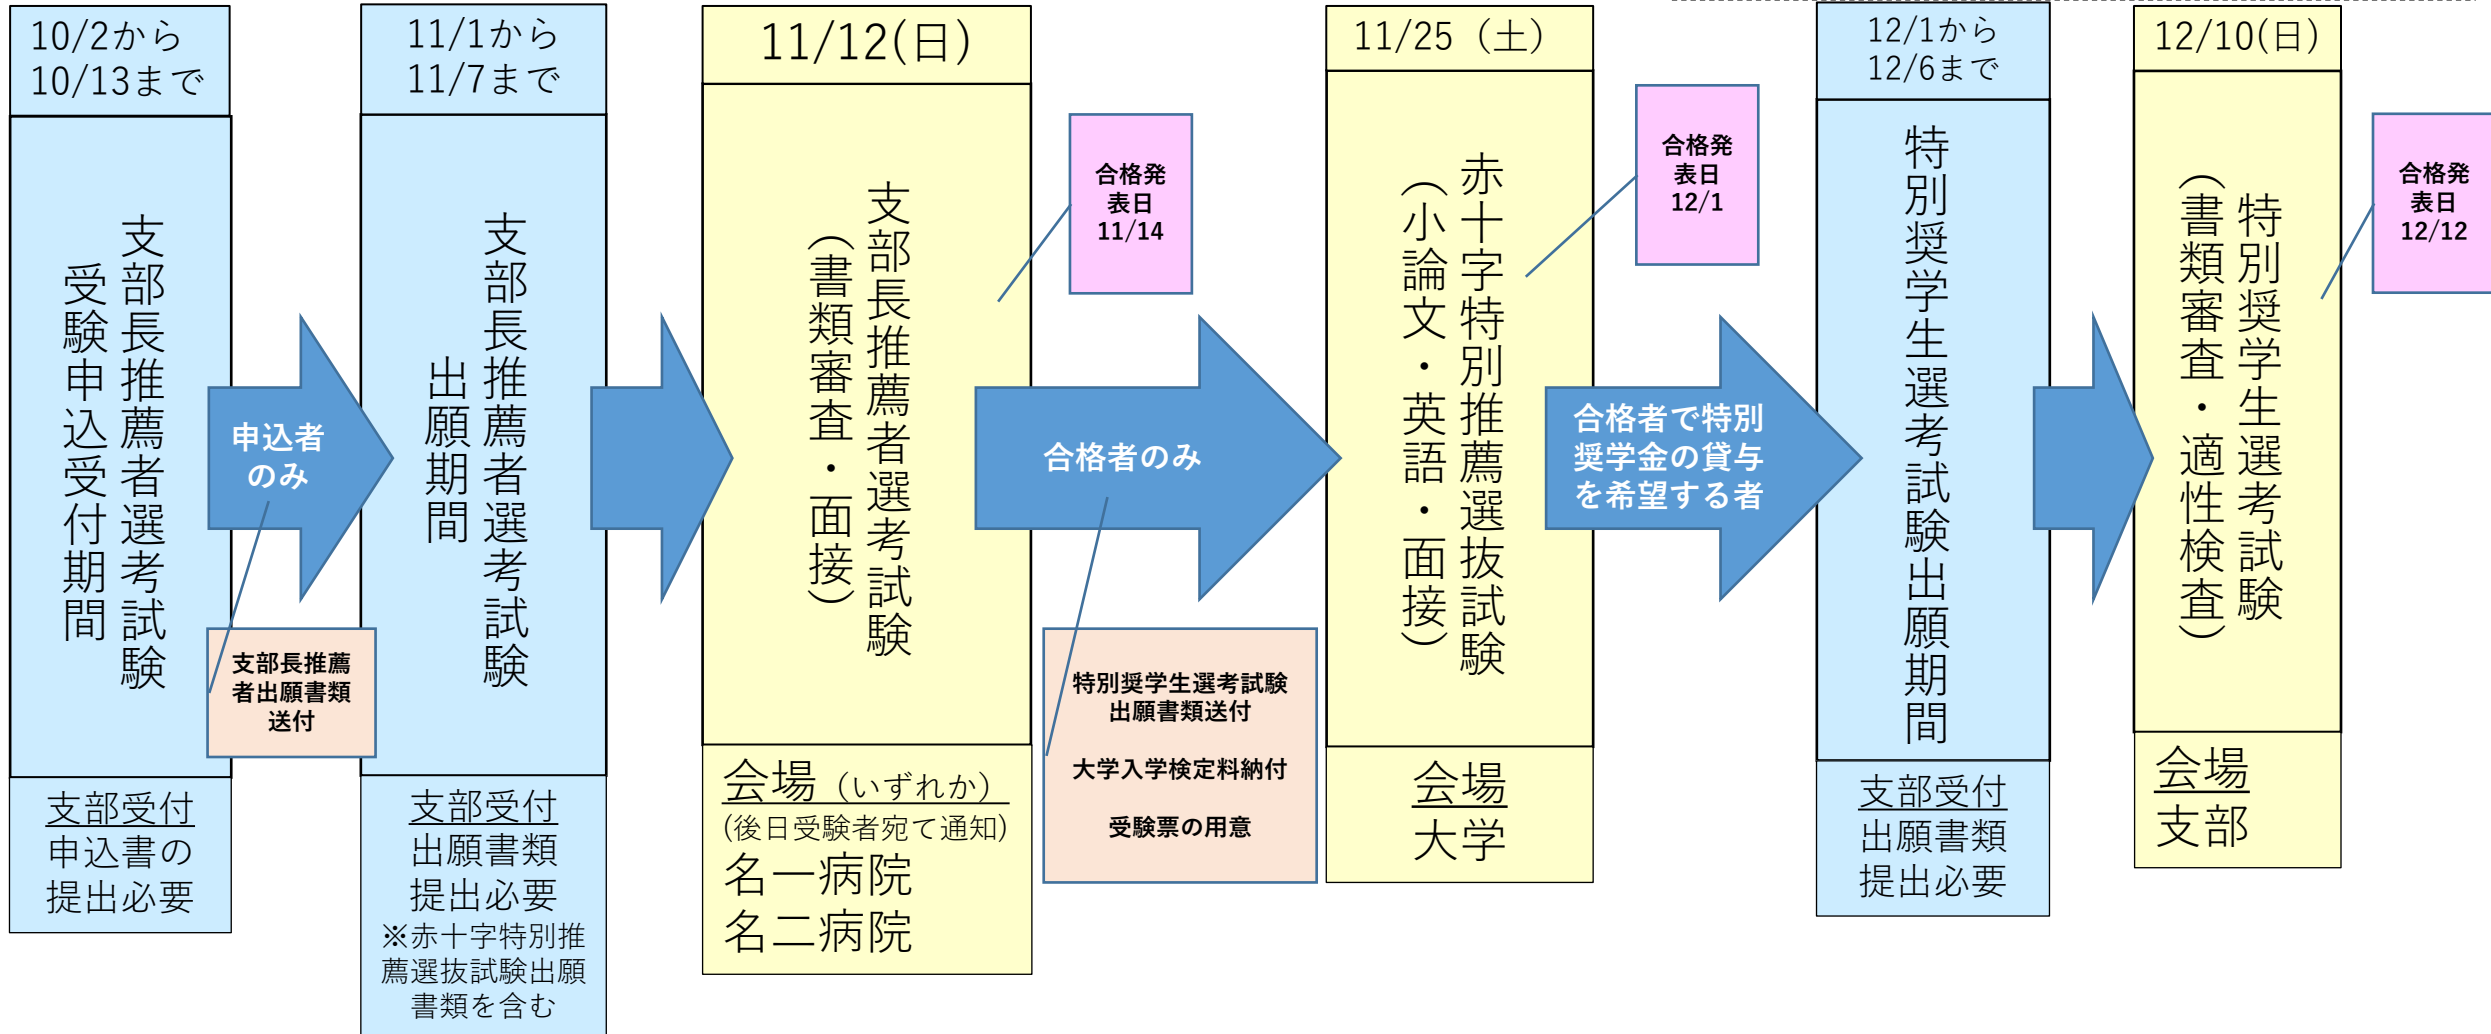 10/2から
10/13まで
支部長推薦者選考試験
受験申込受付期間
支部受付
申込書の
提出必要
申込者
のみ
支部長推薦
者出願書類
送付
11/1から
11/7まで
支部長推薦者選考試験
出願期間
支部受付
出願書類
提出必要
※赤十字特別推
薦選抜試験出願
書類を含む
11/12(日)
支部長推薦者選考試験
（書類審査・面接）
会場（いずれか）
(後日受験者宛て通知)
名一病院
名二病院
合格発
表日
11/14
合格者のみ
特別奨学生選考試験
出願書類送付
大学入学検定料納付
受験票の用意
11/25（土）
赤十字特別推薦選抜試験
（小論文・英語・面接）
会場
大学
合格発
表日
12/1
合格者で特別
奨学金の貸与
を希望する者
12/1から
12/6まで
特別奨学生選考試験出願期間
支部受付
出願書類
提出必要
12/10(日)
特別奨学生選考試験
（書類審査・適性検査）
会場
支部
合格発
表日
12/12